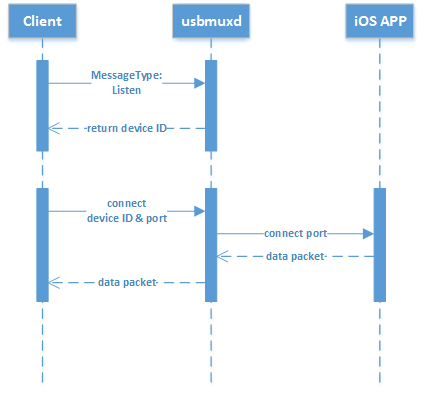 Client
usbmuxd
iOS APP
MessageType:
Listen
return device ID
connect
device ID & port
connect port
data packet
data packet